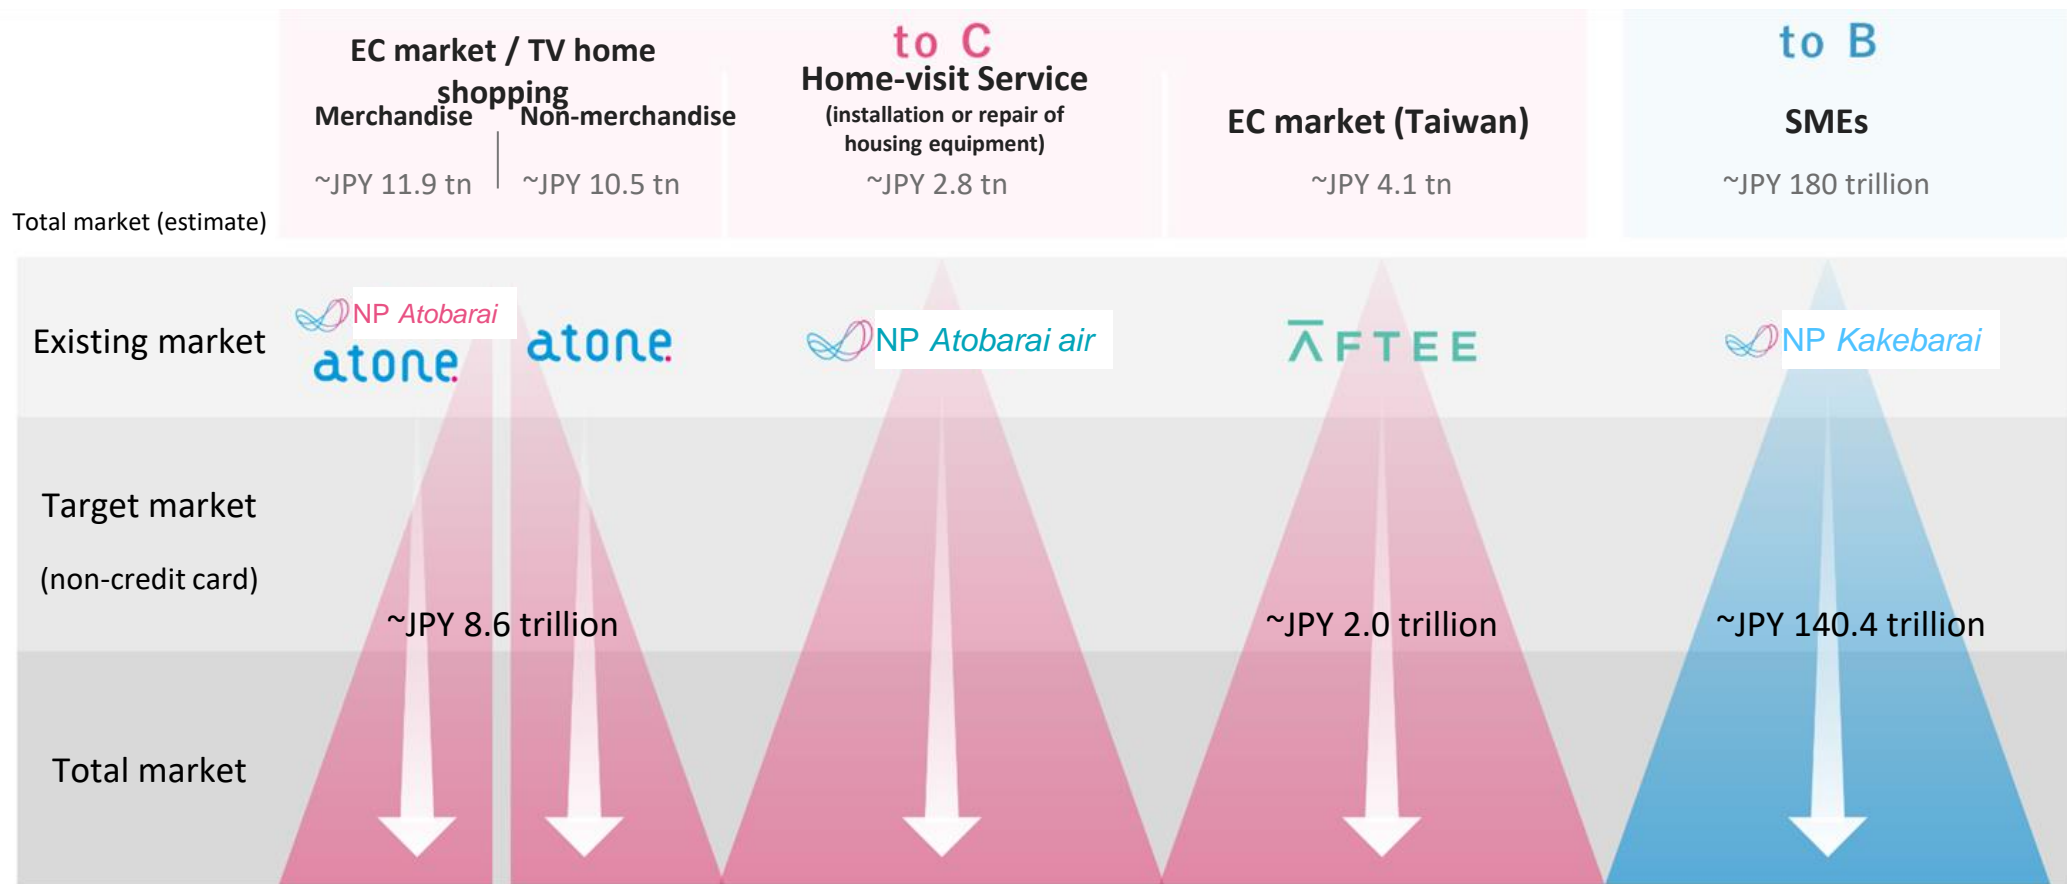 to C
to B
EC market / TV home
shopping
Merchandise
Non-merchandise
~JPY 11.9 tn
~JPY 10.5 tn
Home-visit Service
(installation or repair of
housing equipment)
~JPY 2.8 tn
EC market (Taiwan)
~JPY 4.1 tn
SMEs
~JPY 180 trillion
Total market (estimate)
Existing market
NP Atobarai
atone.
atone.
NP Atobarai air
AFTEE
NP Kakebarai
Target market
(non-credit card)
~JPY 8.6 trillion
~JPY 2.0 trillion
~JPY 140.4 trillion
Total market